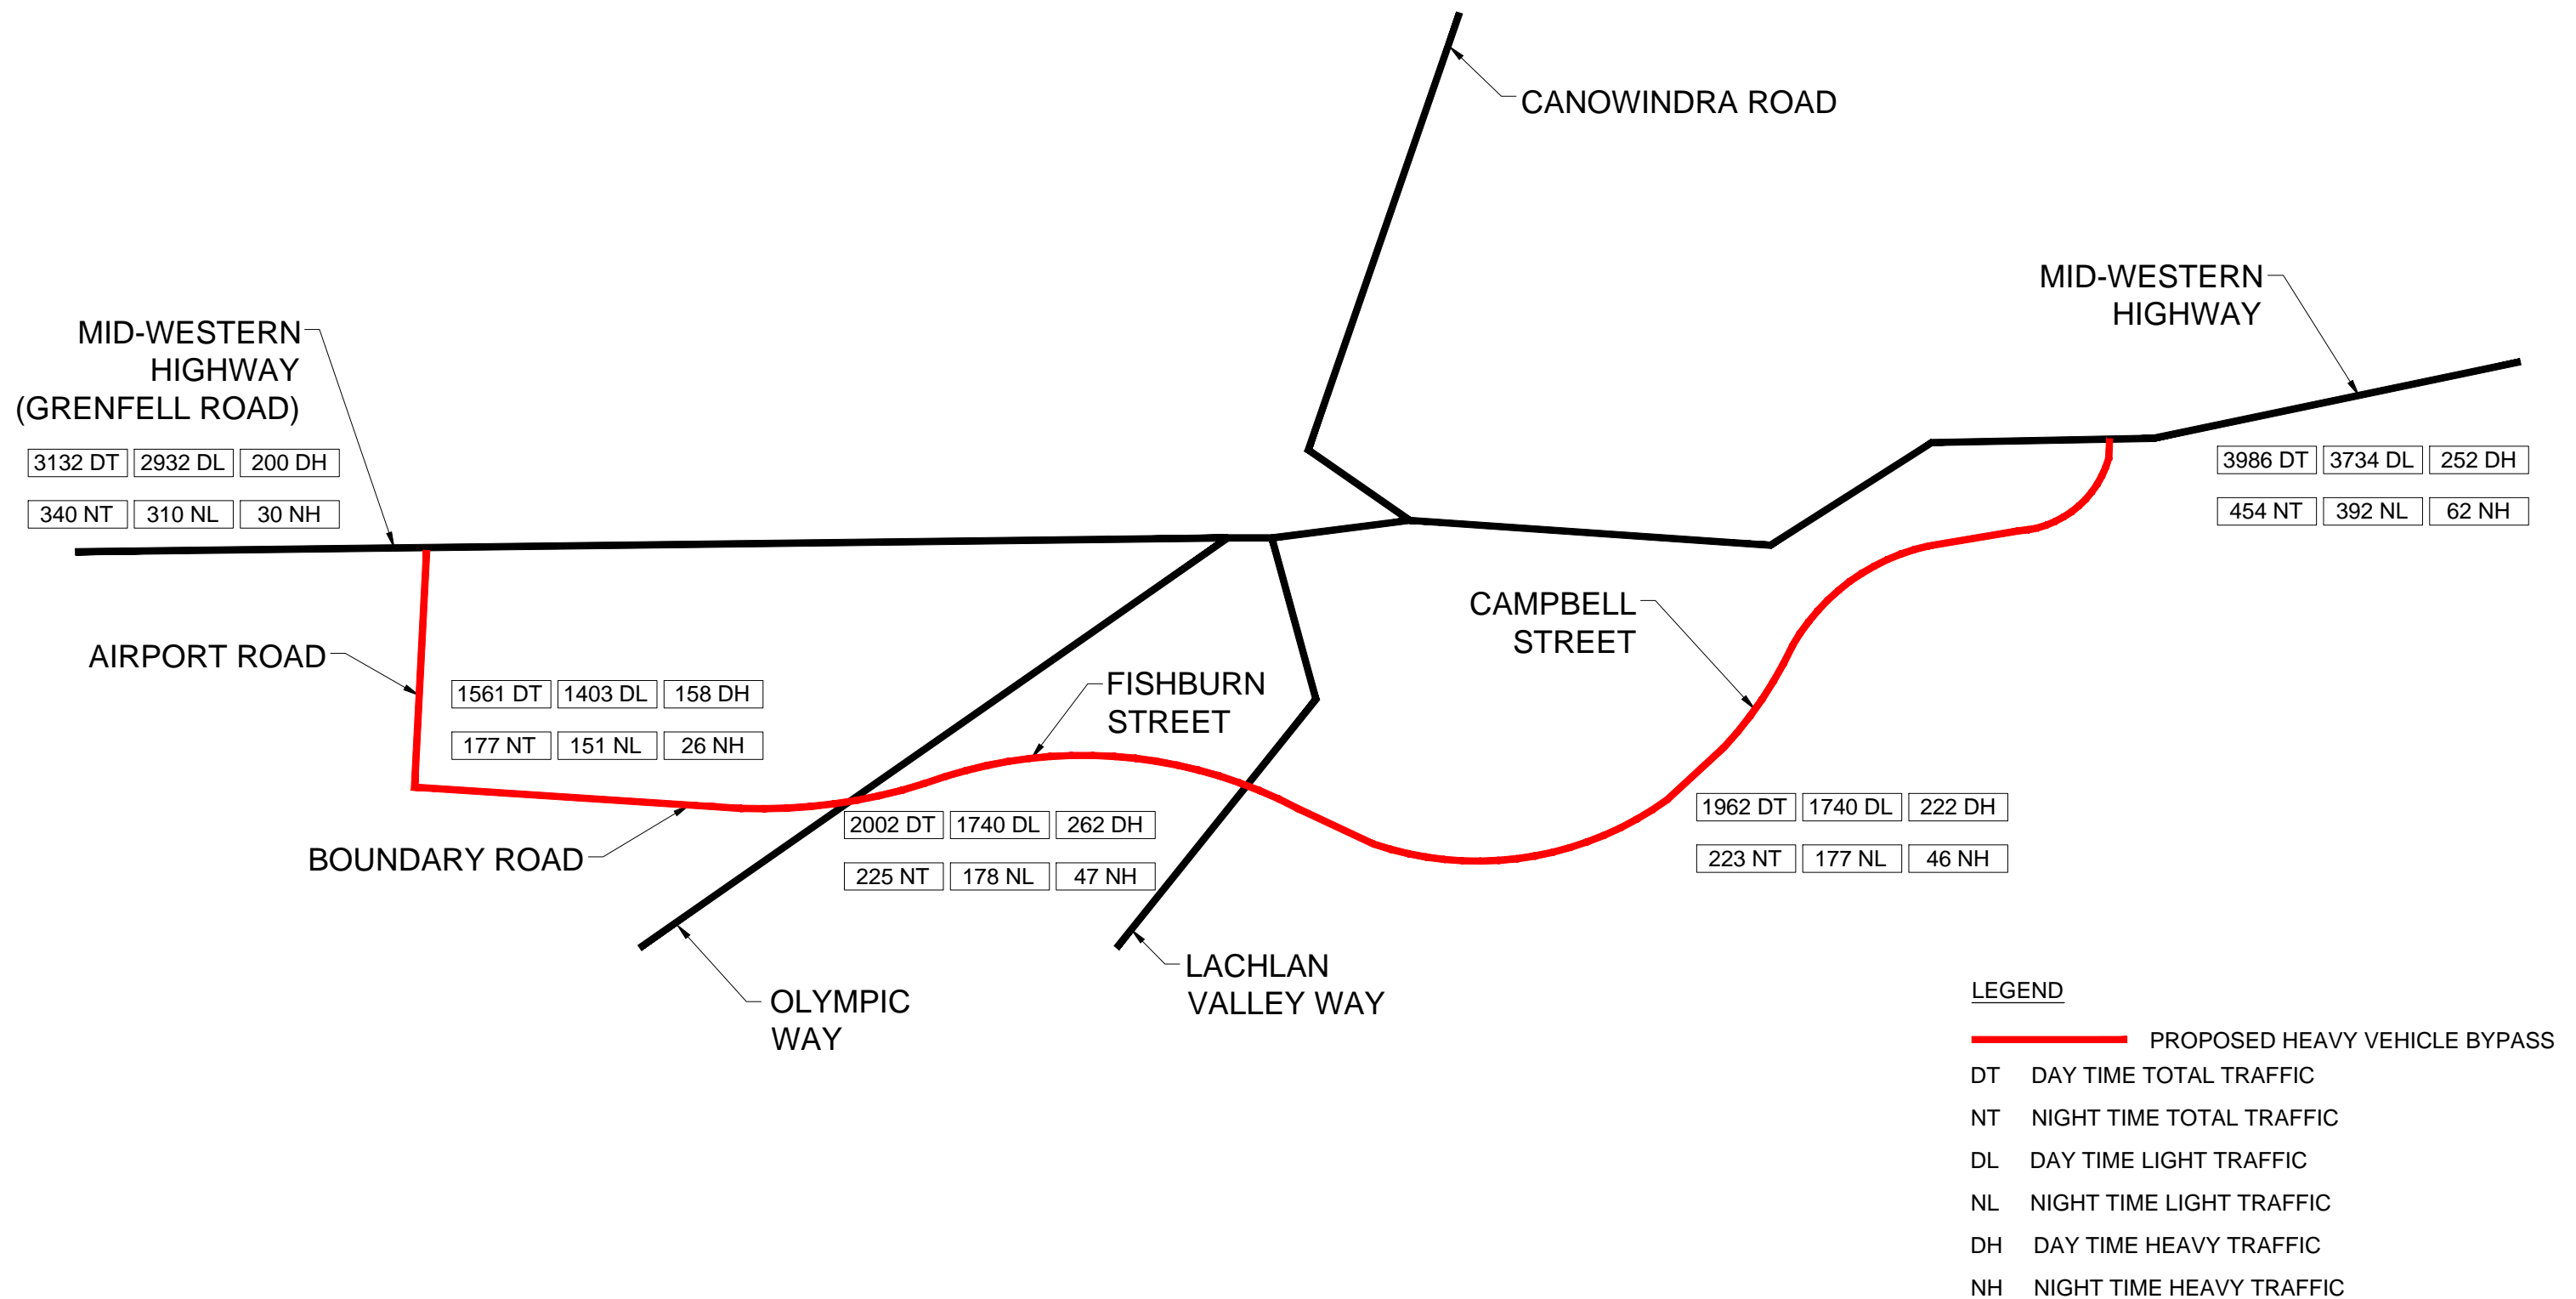 CANOWINDRA ROAD
MID-WESTERN
HIGHWAY
MID-WESTERN
HIGHWAY
(GRENFELL ROAD)
3132 DT 2932 DL 200 DH
340 NT 310 NL 30 NH
3986 DT 3734 DL 252 DH
454 NT 392 NL 62 NH
CAMPBELL
STREET
AIRPORT ROAD
FISHBURN
STREET
1561 DT 1403 DL 158 DH
177 NT 151 NL 26 NH
2002 DT 1740 DL 262 DH
225 NT 178 NL 47 NH
1962 DT 1740 DL 222 DH
223 NT 177 NL 46 NH
BOUNDARY ROAD
LACHLAN
VALLEY WAY
OLYMPIC
WAY
LEGEND
PROPOSED HEAVY VEHICLE BYPASS
DT DAY TIME TOTAL TRAFFIC
NT NIGHT TIME TOTAL TRAFFIC
DL DAY TIME LIGHT TRAFFIC
NL NIGHT TIME LIGHT TRAFFIC
DH DAY TIME HEAVY TRAFFIC
NH NIGHT TIME HEAVY TRAFFIC